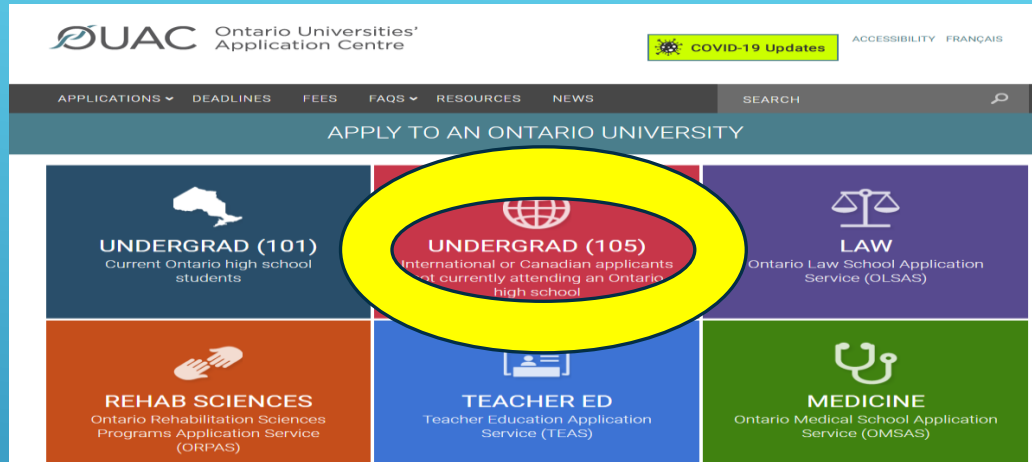 OUAC Ontario Universities'
Application Centre
COVID-19 Updates
ACCESSIBILITY FRANÇAIS
APPLICATIONS DEADLINES FEES FAQS RESOURCES NEWS SEARCH
APPLY TO AN ONTARIO UNIVERSITY
UNDERGRAD (101)
Current Ontario high school
students
UNDERGRAD (105)
International or Canadian applicants
not currently attending an Ontario
high school
LAW
Ontario Law School Application
Service (OLSAS)
REHAB SCIENCES
Ontario Rehabilitation Sciences
Programs Application Service
(ORPAS)
TEACHER ED
Teacher Education Application
Service (TEAS)
MEDICINE
Ontario Medical School Application
Service (OMSAS)